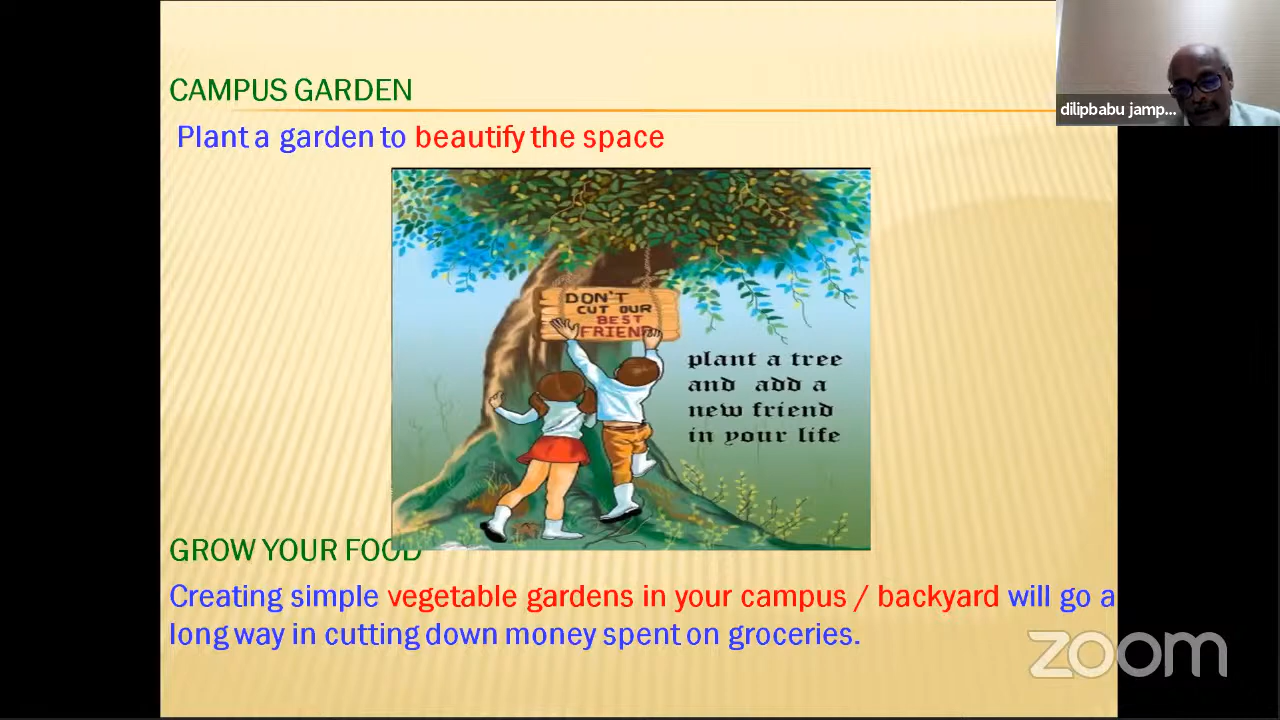 CAMPUS GARDEN
dilipbabu jamp...
Plant a garden to beautify the space
DON'T
CUT OUR
BEST
FRIEND
plant a tree
and add a
new friend
in your life
GROW YOUR FOOD
Creating simple vegetable gardens in your campus / backyard will go a
long way in cutting down money spent on groceries.
zoom